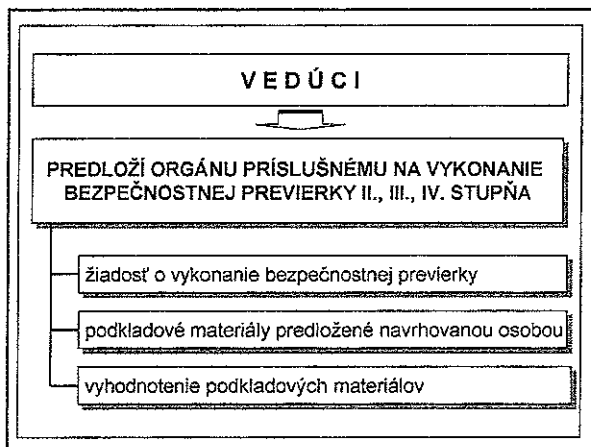 VEDÚCI
PREDLOŽÍ ORGÁNU PRÍSLUŠNÉMU NA VYKONANIE
BEZPEČNOSTNEJ PREVIERKY II., III., IV. STUPŇA
žiadosť o vykonanie bezpečnostnej previerky
podkladové materiály predložené navrhovanou osobou
vyhodnotenie podkladových materiálov